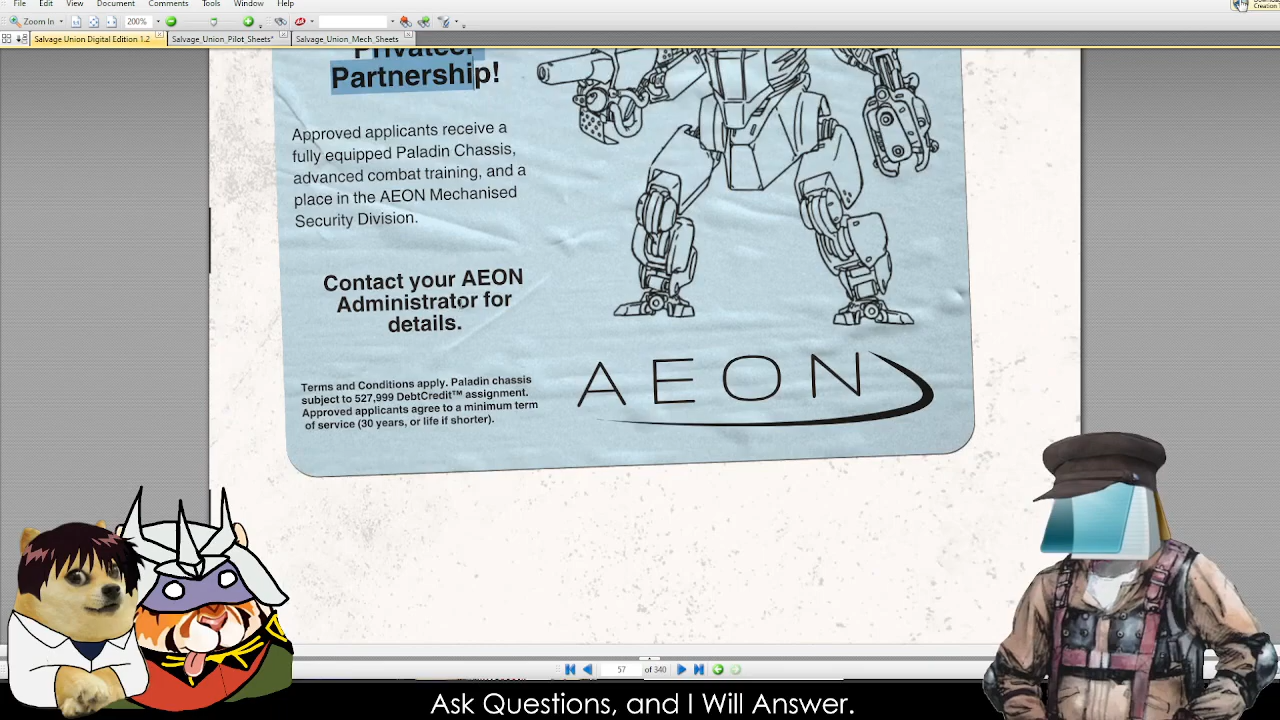 File Edit View Document Comments Tools Window Help
Zoom In 200%
Salvage Union Digital Edition 1.2 Salvage_Union_Pilot_Sheets* Salvage_Union_Mech_Sheets
Privateer
Partnership!
Approved applicants receive a
fully equipped Paladin Chassis,
advanced combat training, and a
place in the AEON Mechanised
Security Division.
Contact your AEON
Administrator for
details.
Terms and Conditions apply. Paladin chassis
subject to 527,999 DebtCredit™ assignment.
Approved applicants agree to a minimum term
of service (30 years, or life if shorter).
AEON
57 of 340
Ask Questions, and I Will Answer.